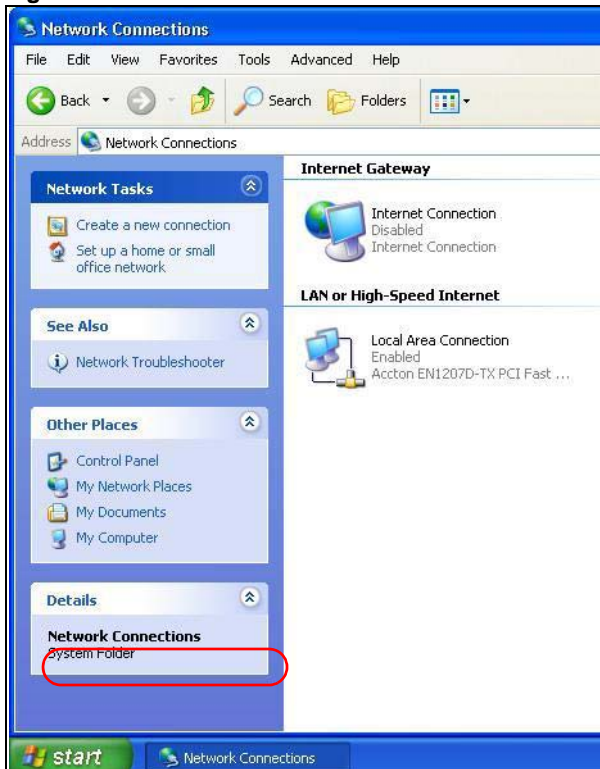 Network Connections
File Edit View Favorites Tools Advanced Help
Back Search Folders
Address Network Connections
Network Tasks
Create a new connection
Set up a home or small
office network
See Also
Network Troubleshooter
Other Places
Control Panel
My Network Places
My Documents
My Computer
Details
Network Connections
System Folder
Internet Gateway
Internet Connection
Disabled
Internet Connection
LAN or High-Speed Internet
Local Area Connection
Enabled
Accton EN1207D-TX PCI Fast ...
start Network Connections